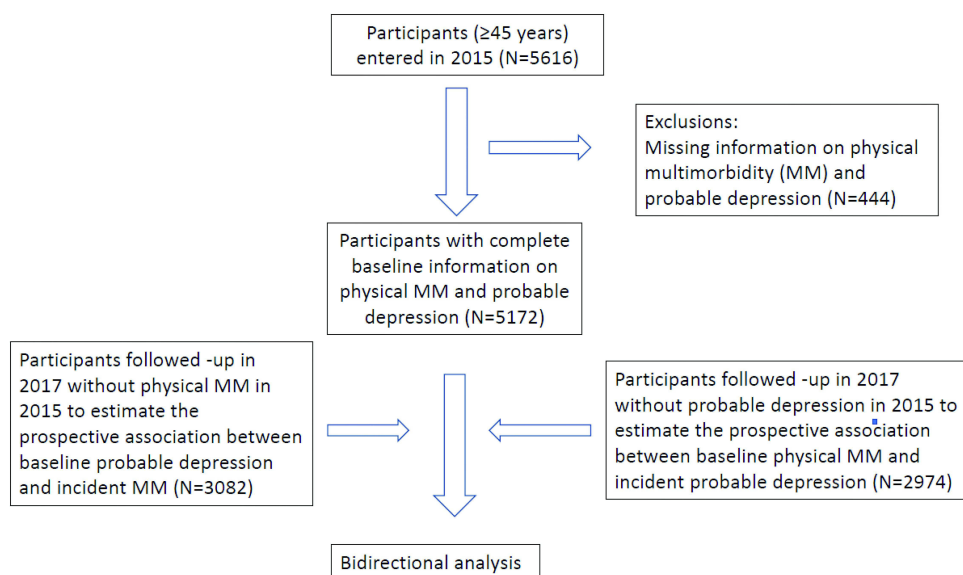 Participants (≥45 years)
entered in 2015 (N=5616)
Exclusions:
Missing information on physical
multimorbidity (MM) and
probable depression (N=444)
Participants with complete
baseline information on
physical MM and probable
depression (N=5172)
Participants followed -up in
2017 without physical MM in
2015 to estimate the
prospective association between
baseline probable depression
and incident MM (N=3082)
Participants followed -up in 2017
without probable depression in 2015 to
estimate the prospective association
between baseline physical MM and
incident probable depression (N=2974)
Bidirectional analysis